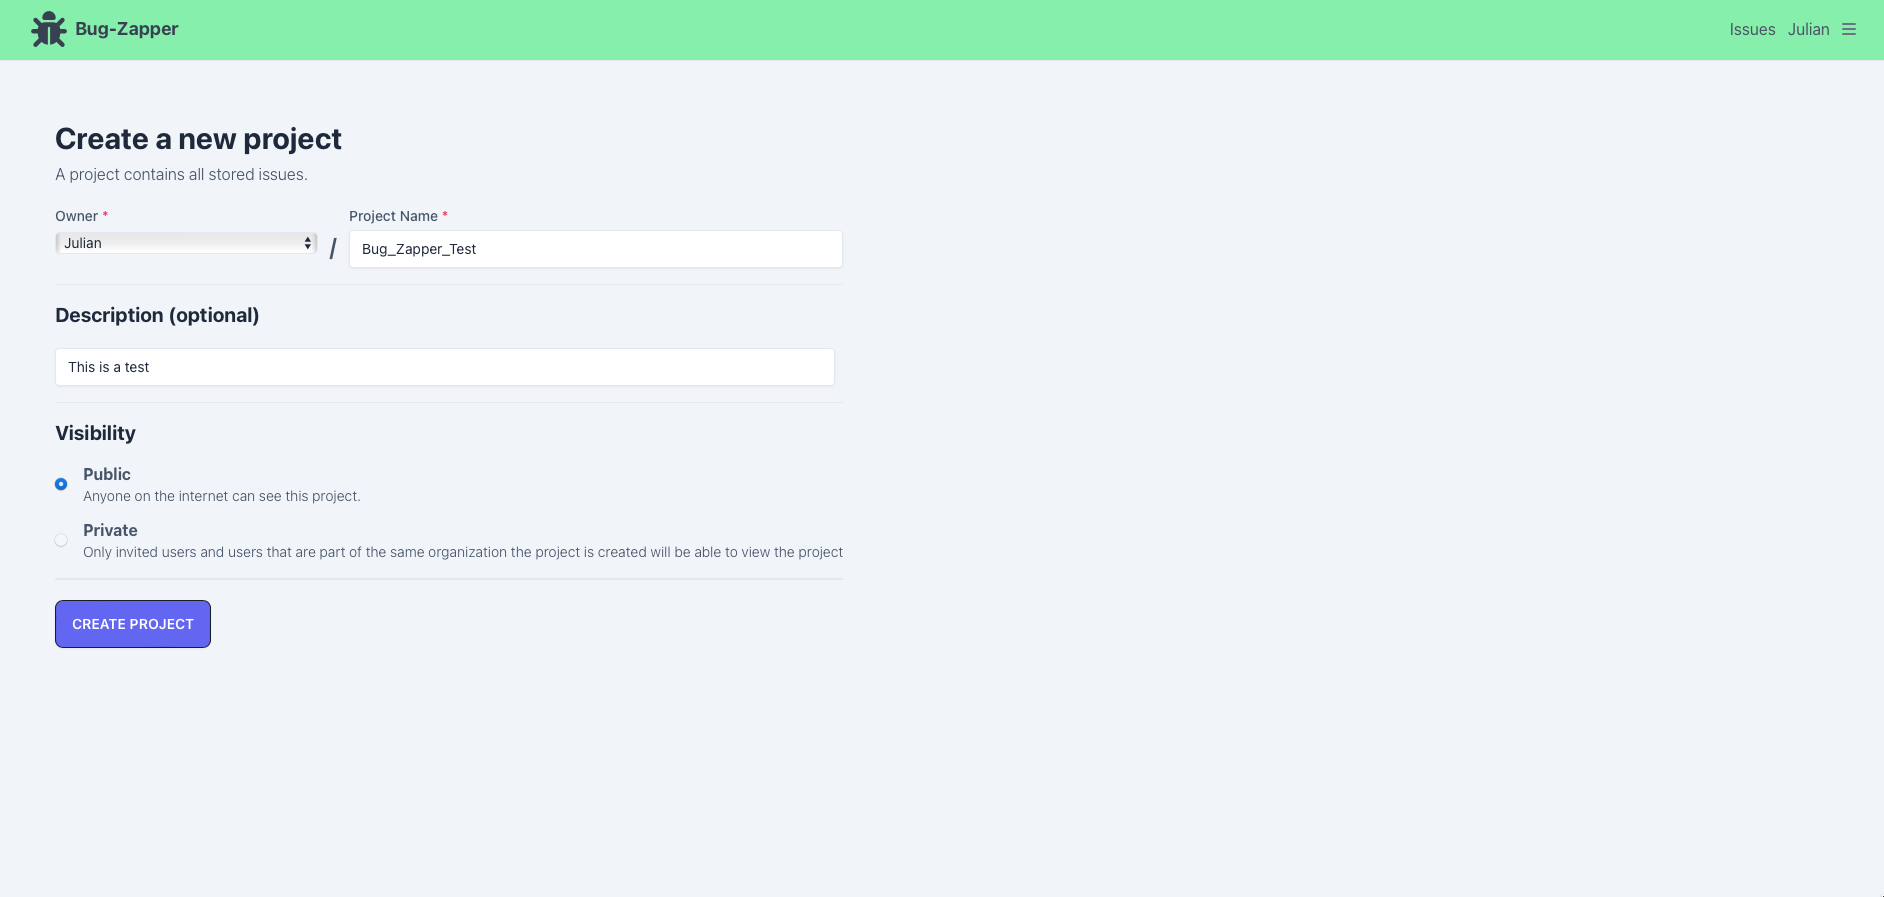 Bug-Zapper
Issues Julian
Create a new project
A project contains all stored issues.
Owner * Project Name *
Julian / Bug_Zapper_Test
Description (optional)
This is a test
Visibility
Public
Anyone on the internet can see this project.
Private
Only invited users and users that are part of the same organization the project is created will be able to view the project
CREATE PROJECT